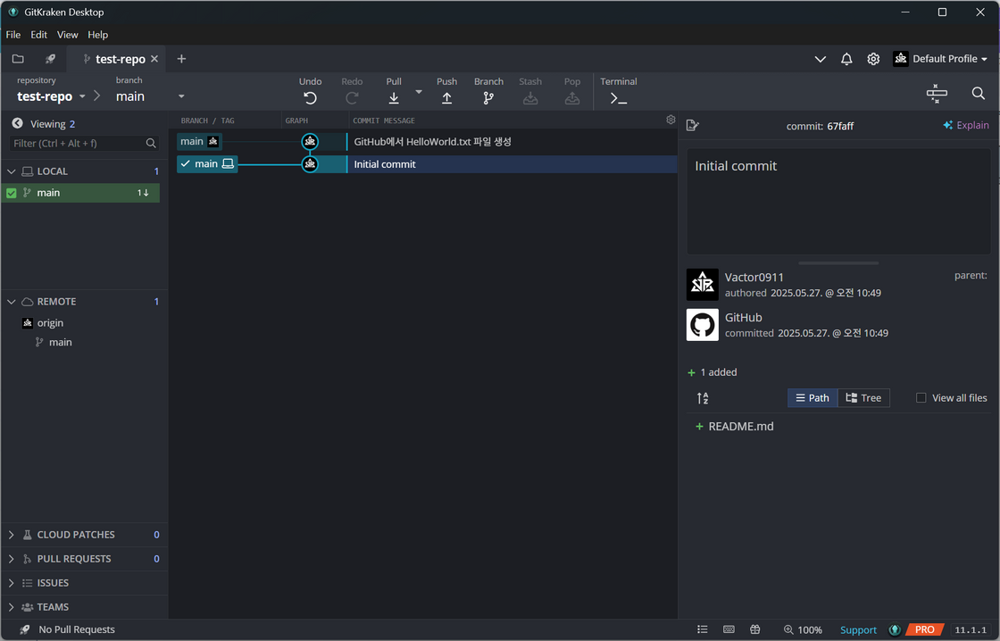 GitKraken Desktop
File Edit View Help
test-repo
Default Profile
repository branch Undo Redo Pull Push Branch Stash Pop Terminal
test-repo main
Viewing 2
Filter (Ctrl + Alt + f)
LOCAL 1
main 1↓
REMOTE 1
origin
main
CLOUD PATCHES 0
PULL REQUESTS 0
ISSUES
TEAMS
BRANCH / TAG GRAPH COMMIT MESSAGE
main GitHub에서 HelloWorld.txt 파일 생성
main Initial commit
commit: 67faff Explain
Initial commit
Vactor0911 parent:
authored 2025.05.27. @ 오전 10:49
GitHub
committed 2025.05.27. @ 오전 10:49
+ 1 added
Path Tree View all files
+ README.md
No Pull Requests 100% Support PRO 11.1.1